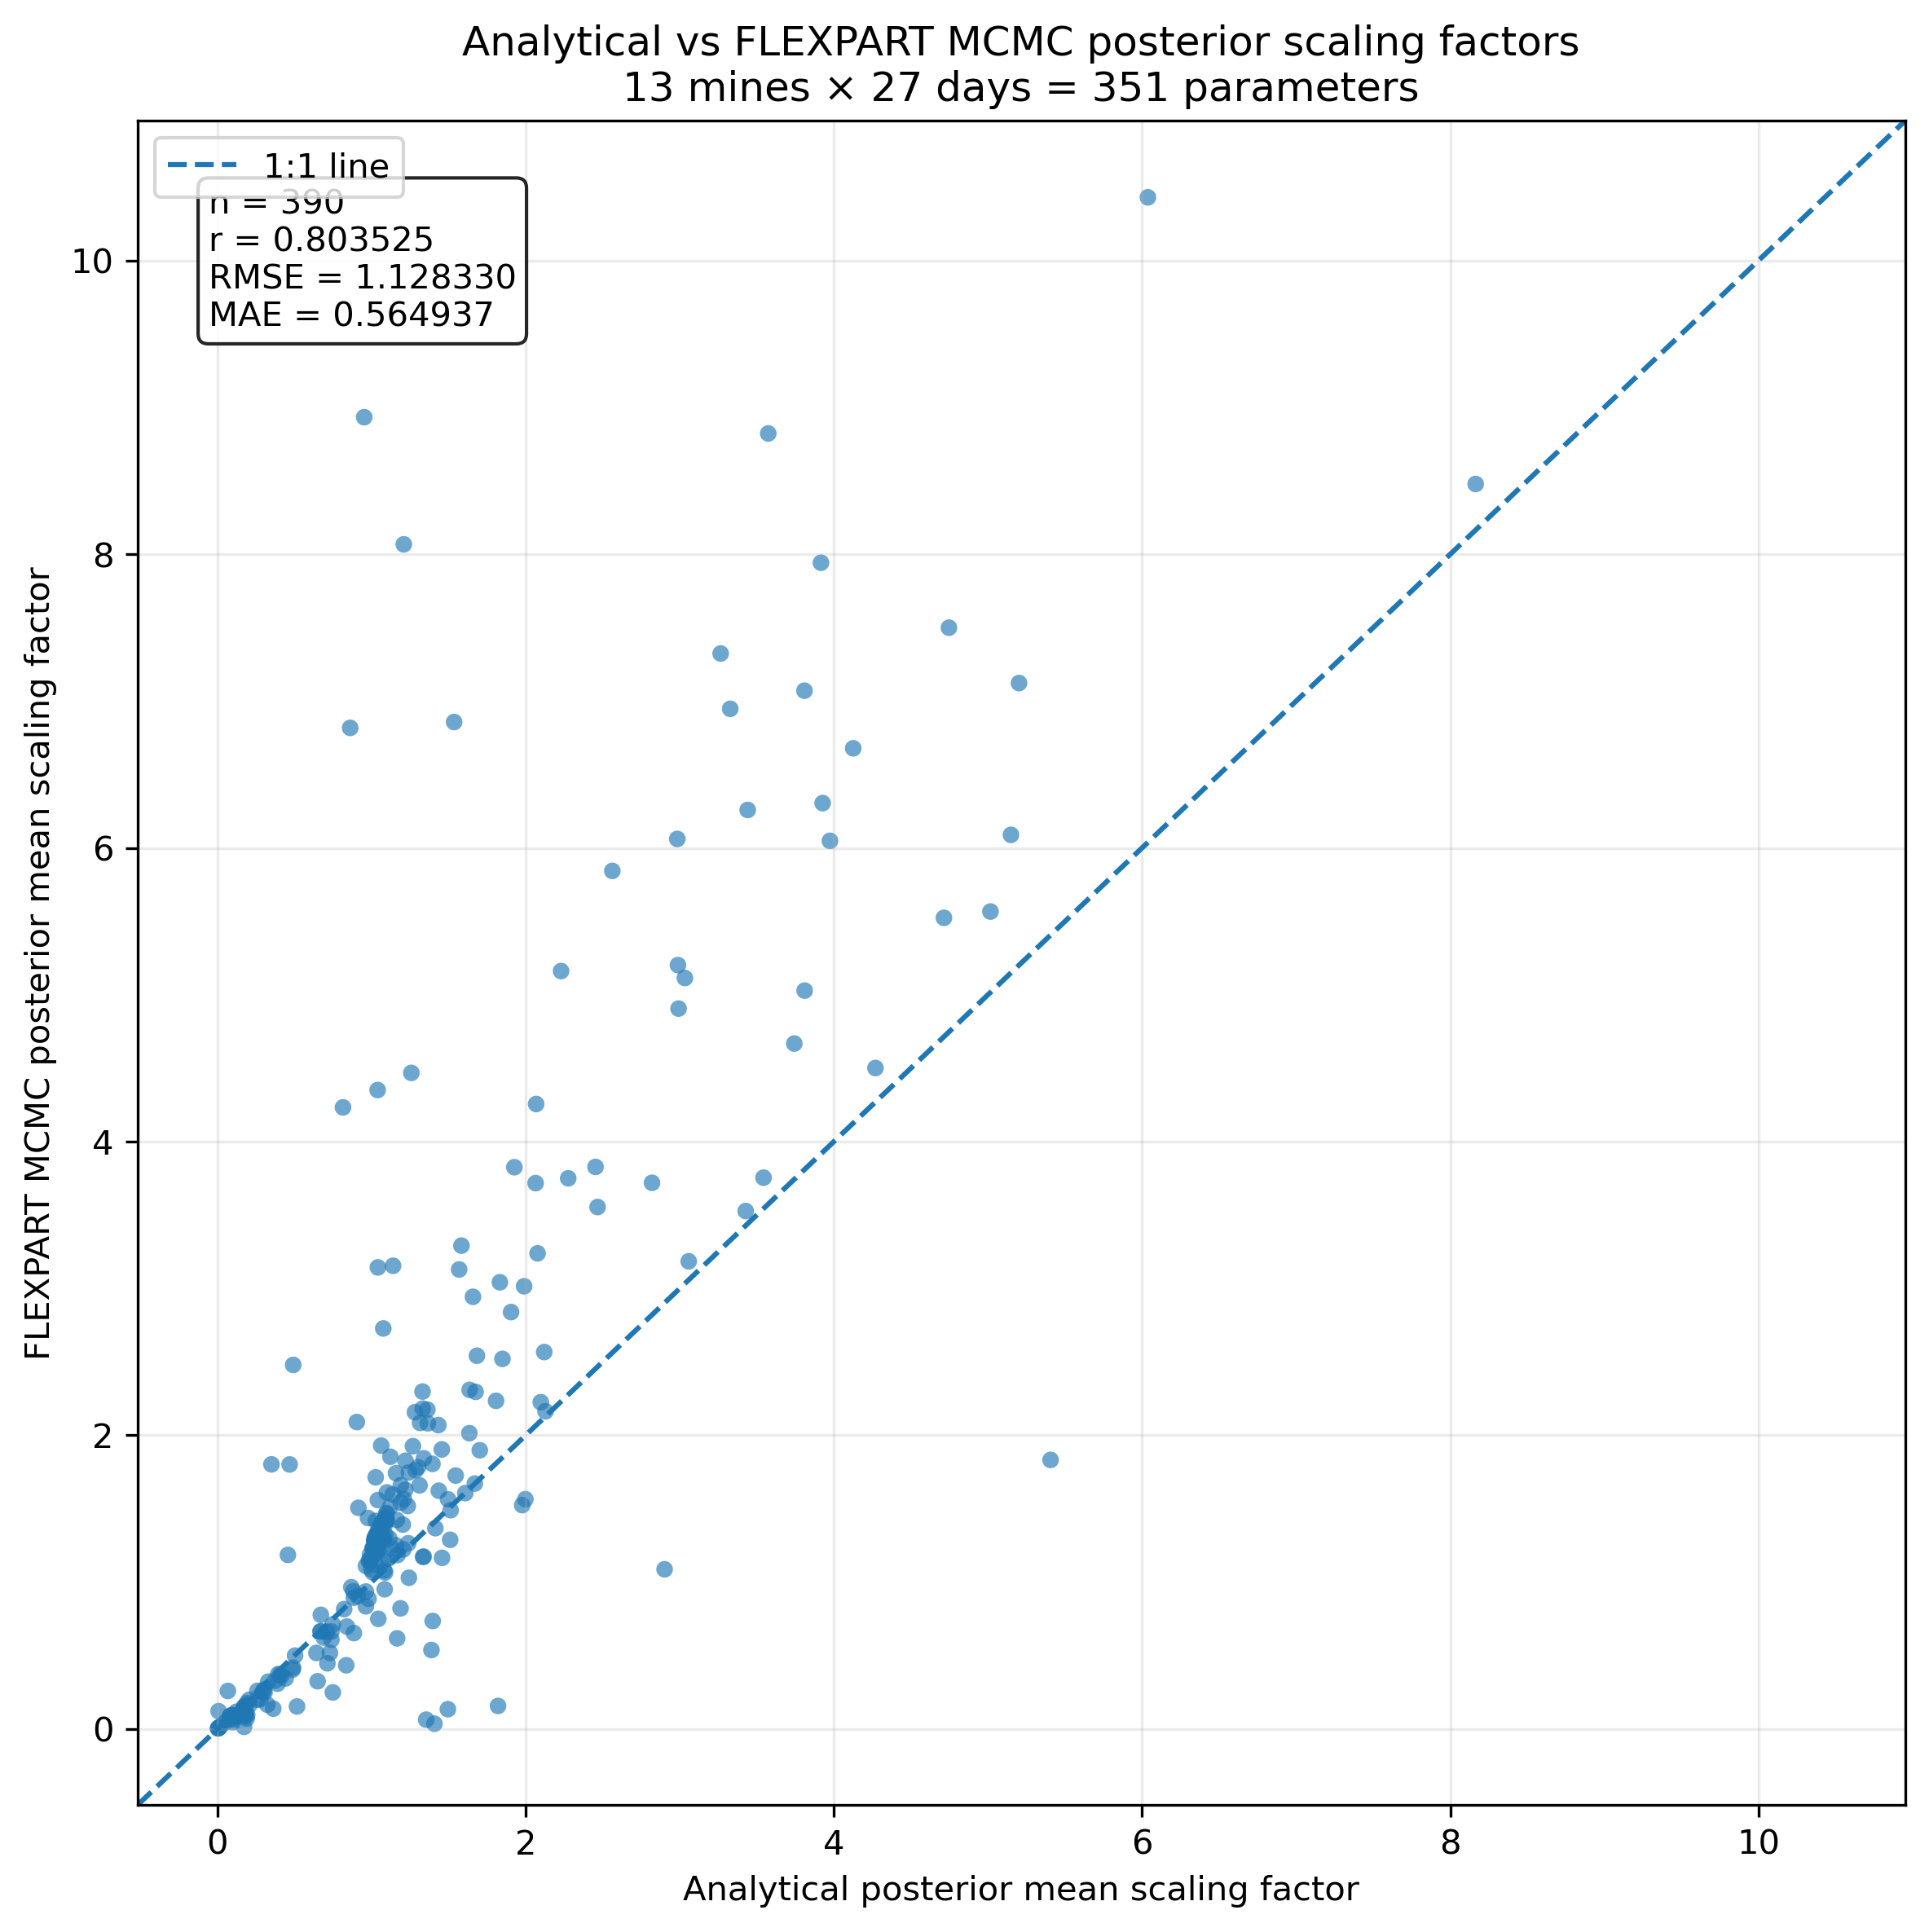 Analytical vs FLEXPART MCMC posterior scaling factors
13 mines × 27 days = 351 parameters
1:1 line
n = 390
r = 0.803525
RMSE = 1.128330
MAE = 0.564937
FLEXPART MCMC posterior mean scaling factor
10
8
6
4
2
0
0 2 4 6 8 10
Analytical posterior mean scaling factor